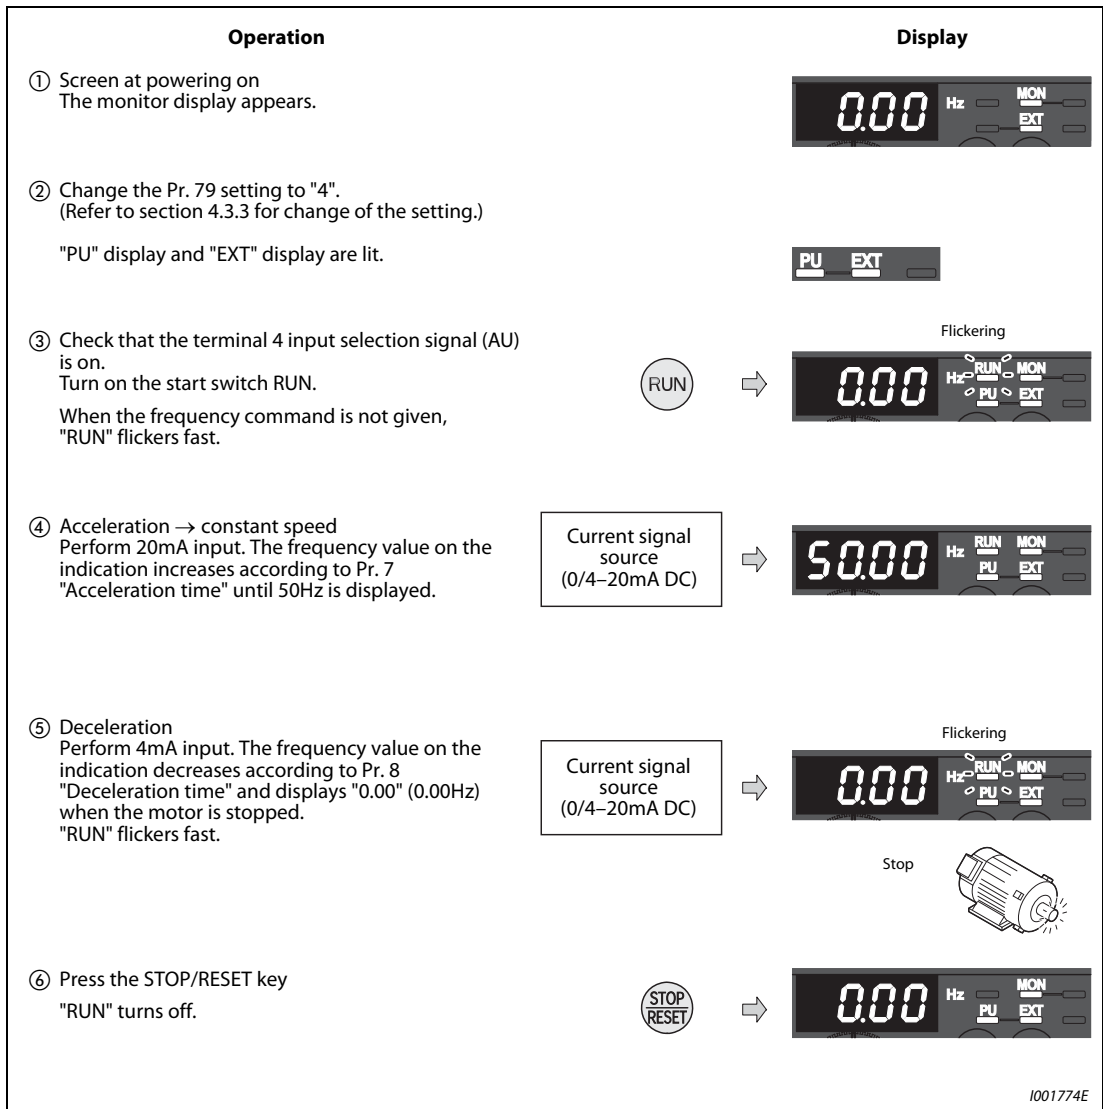 Operation
Display
① Screen at powering on
The monitor display appears.
0.00 Hz MON
EXT
② Change the Pr. 79 setting to "4".
(Refer to section 4.3.3 for change of the setting.)
"PU" display and "EXT" display are lit.
PU EXT
③ Check that the terminal 4 input selection signal (AU)
is on.
Turn on the start switch RUN.
When the frequency command is not given,
"RUN" flickers fast.
RUN
Flickering
0.00 Hz RUN MON
PU EXT
④ Acceleration → constant speed
Perform 20mA input. The frequency value on the
indication increases according to Pr. 7
"Acceleration time" until 50Hz is displayed.
Current signal
source
(0/4–20mA DC)
50.00 Hz RUN MON
PU EXT
⑤ Deceleration
Perform 4mA input. The frequency value on the
indication decreases according to Pr. 8
"Deceleration time" and displays "0.00" (0.00Hz)
when the motor is stopped.
"RUN" flickers fast.
Current signal
source
(0/4–20mA DC)
Flickering
0.00 Hz RUN MON
PU EXT
Stop
⑥ Press the STOP/RESET key
"RUN" turns off.
STOP
RESET
0.00 Hz MON
PU EXT
I001774E